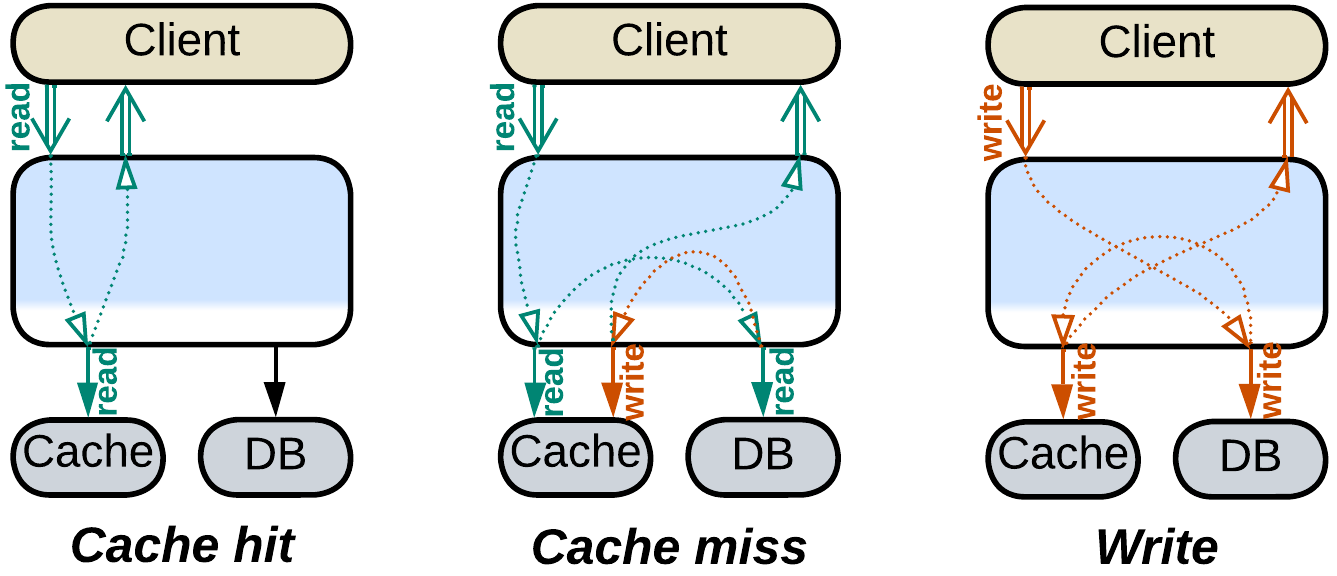 Client
read
read
Cache
DB
Cache hit
Client
read
read
write
read
Cache
DB
Cache miss
Client
write
write
write
Cache
DB
Write